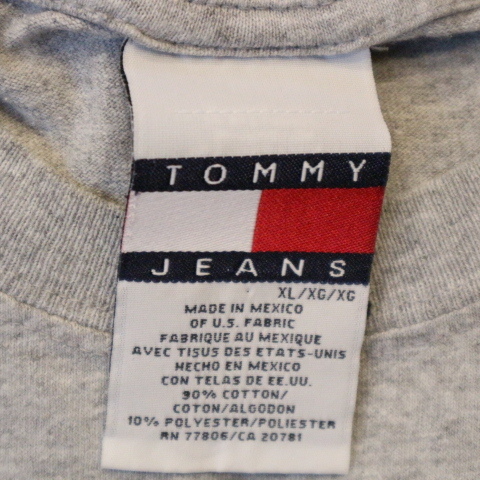 TOMMY
JEANS
XL/XG/XG
MADE IN MEXICO
OF U.S. FABRIC
FABRIQUE AU MEXIQUE
AVEC TISUS DES ETATS-UNIS
HECHO EN MEXICO
CON TELAS DE EE.UU.
90% COTTON/
COTON/ALGODON
10% POLYESTER/POLIESTER
RN 77806/CA 20781